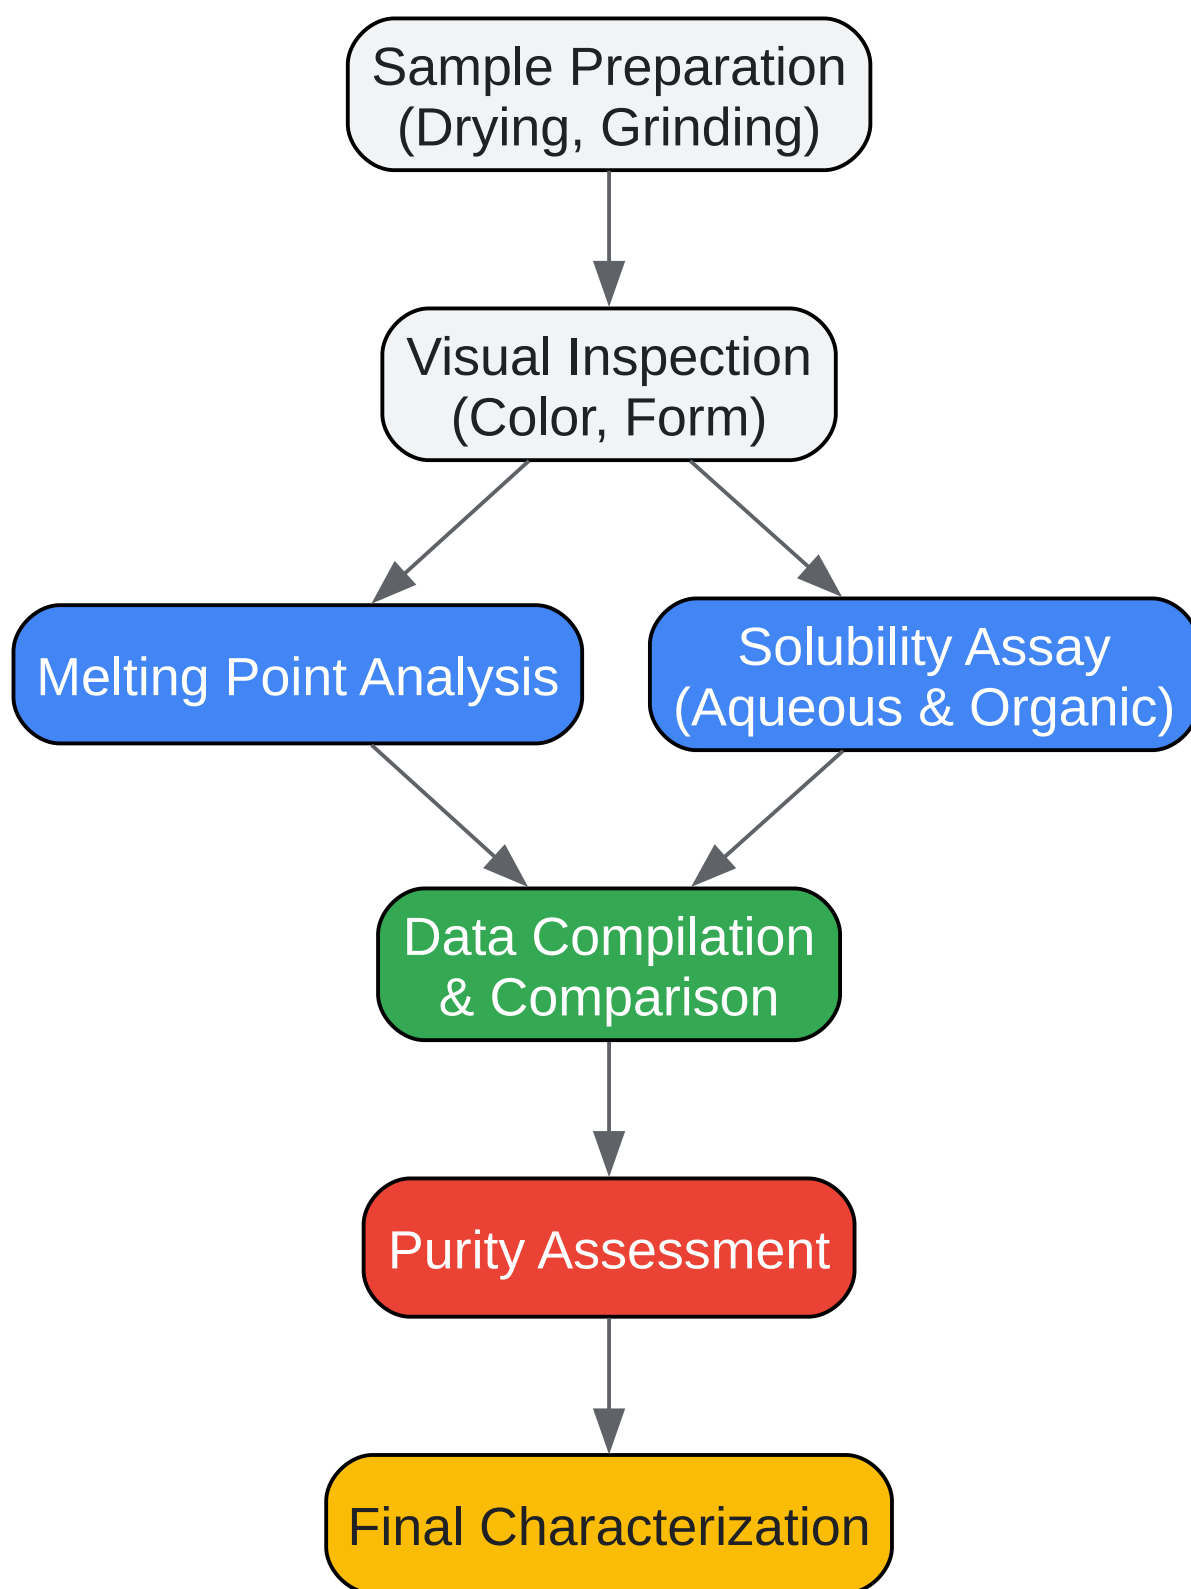 Sample Preparation
(Drying, Grinding)
Visual Inspection
(Color, Form)
Melting Point Analysis
Solubility Assay
(Aqueous & Organic)
Data Compilation
& Comparison
Purity Assessment
Final Characterization